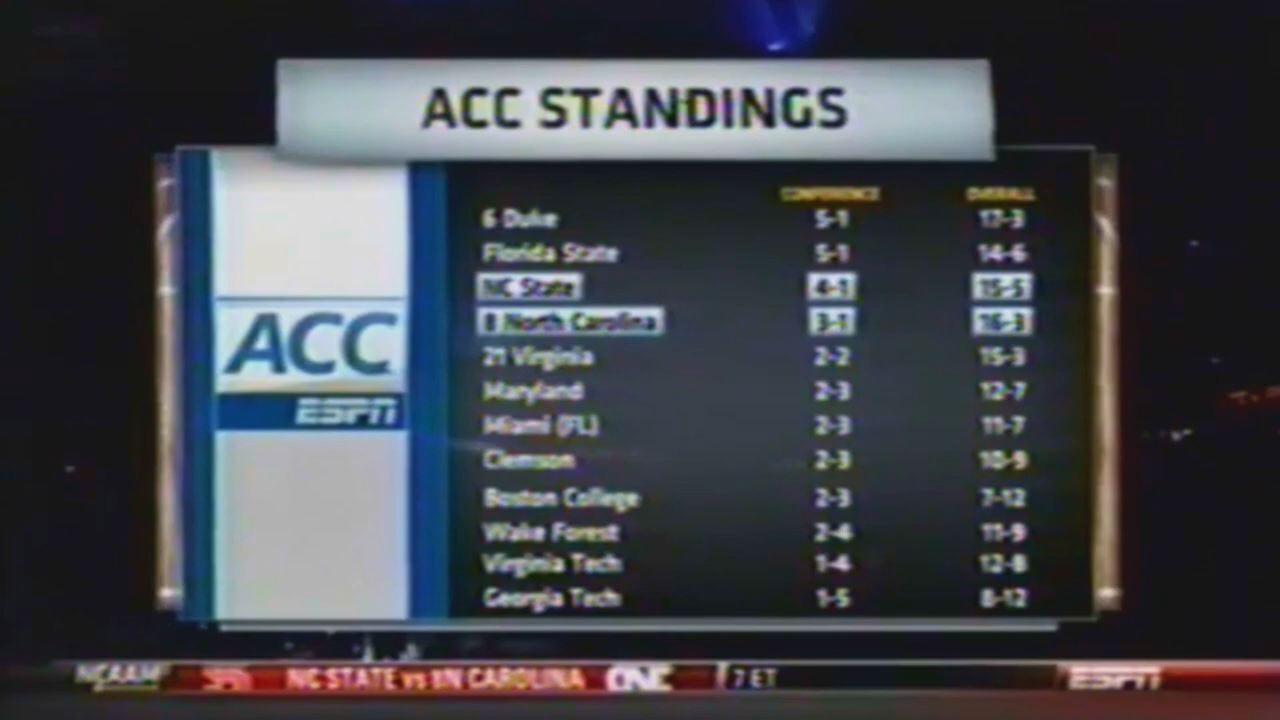 ACC STANDINGS
CONFERENCE OVERALL
6 Duke 5-1 17-3
Florida State 5-1 14-6
NC State 4-1 15-5
8 North Carolina 3-1 16-3
21 Virginia 2-2 15-3
Maryland 2-3 12-7
Miami (FL) 2-3 11-7
Clemson 2-3 10-9
Boston College 2-3 7-12
Wake Forest 2-4 11-9
Virginia Tech 1-4 12-8
Georgia Tech 1-5 8-12
ACC
ESPN
NCAAM NC STATE vs 8N CAROLINA 7 ET ESPN